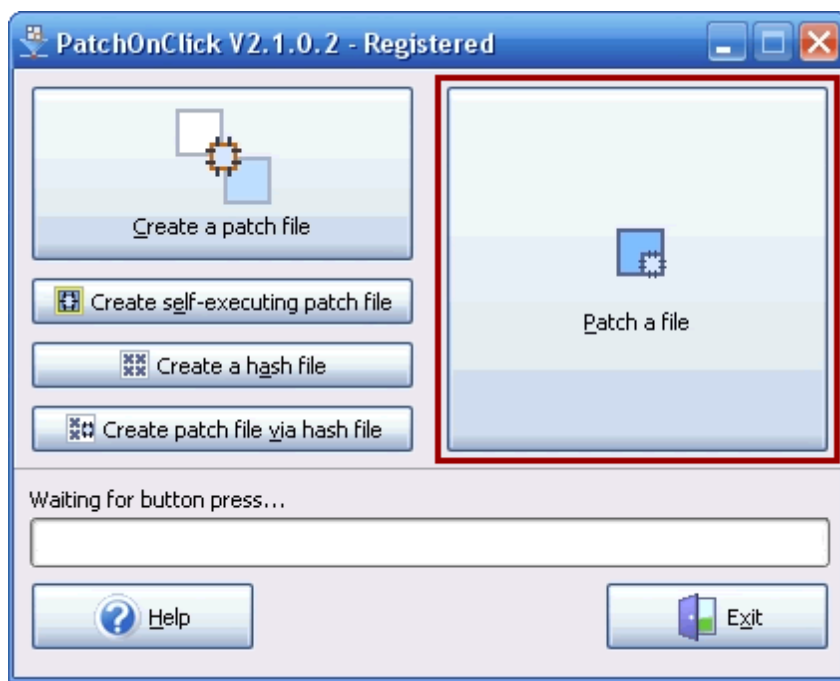 PatchOnClick V2.1.0.2 - Registered
Create a patch file
Create self-executing patch file
Create a hash file
Create patch file via hash file
Patch a file
Waiting for button press...
Help
Exit